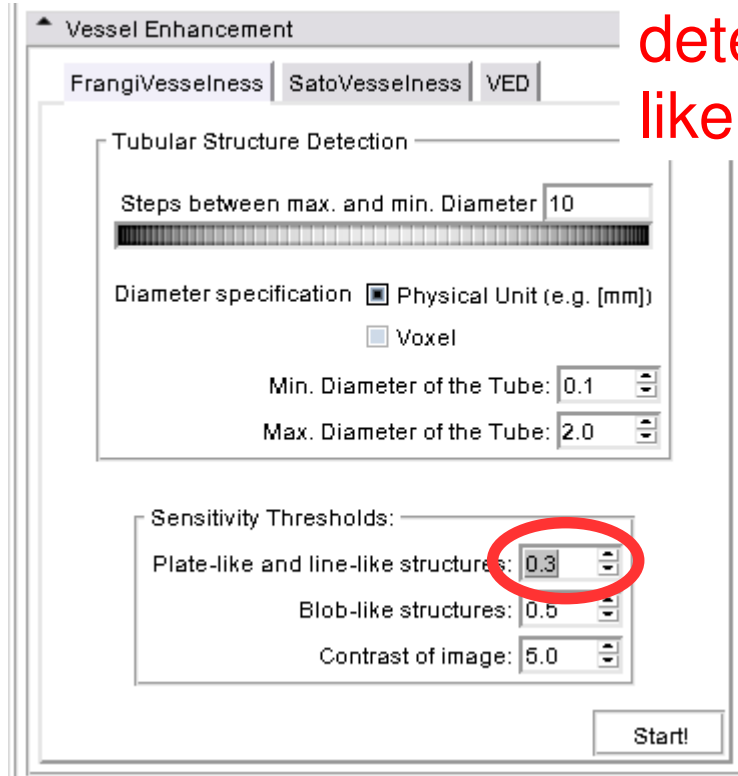 Vessel Enhancement
dete
like
FrangiVesselness SatoVesselness VED
Tubular Structure Detection
Steps between max. and min. Diameter 10
Diameter specification Physical Unit (e.g. [mm])
Voxel
Min. Diameter of the Tube: 0.1
Max. Diameter of the Tube: 2.0
Sensitivity Thresholds:
Plate-like and line-like structures: 0.3
Blob-like structures: 0.5
Contrast of image: 5.0
Start!